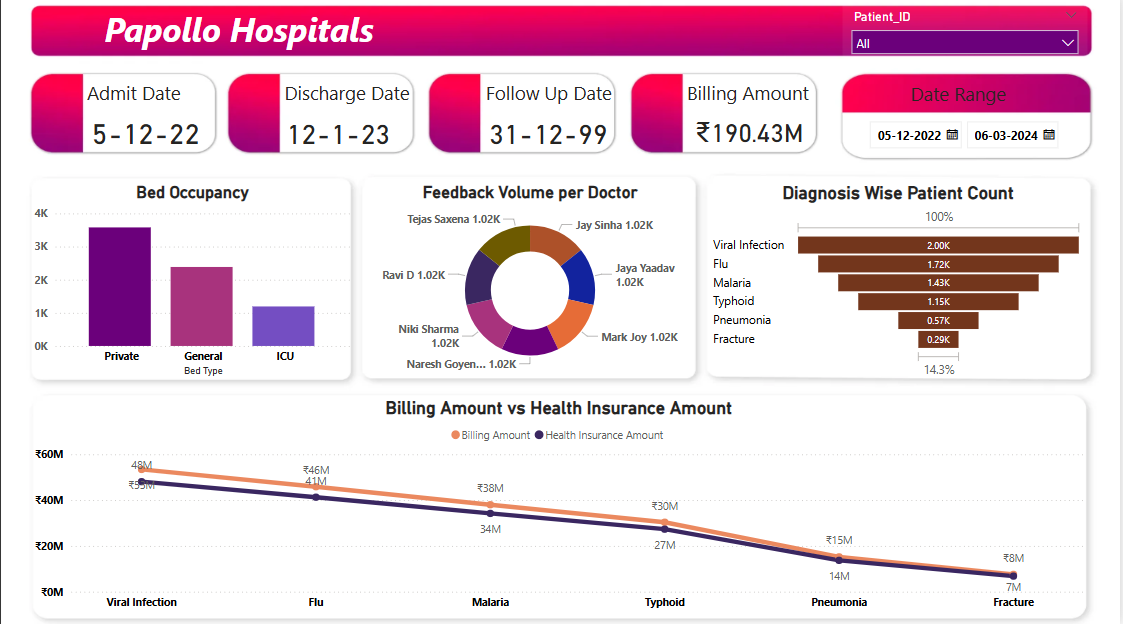 Papollo Hospitals
Patient_ID
All
Admit Date
5-12-22
Discharge Date
12-1-23
Follow Up Date
31-12-99
Billing Amount
₹190.43M
Date Range
05-12-2022
06-03-2024
Bed Occupancy
4K
3K
2K
1K
0K
Private
General
ICU
Bed Type
Feedback Volume per Doctor
Tejas Saxena 1.02K
Jay Sinha 1.02K
Ravi D 1.02K
Jaya Yaadav
1.02K
Niki Sharma
1.02K
Mark Joy 1.02K
Naresh Goyen... 1.02K
Diagnosis Wise Patient Count
100%
Viral Infection 2.00K
Flu 1.72K
Malaria 1.43K
Typhoid 1.15K
Pneumonia 0.57K
Fracture 0.29K
14.3%
Billing Amount vs Health Insurance Amount
Billing Amount
Health Insurance Amount
₹60M
₹40M
₹20M
₹0M
48M
₹53M
₹46M
41M
₹38M
34M
₹30M
27M
₹15M
14M
₹8M
7M
Viral Infection
Flu
Malaria
Typhoid
Pneumonia
Fracture